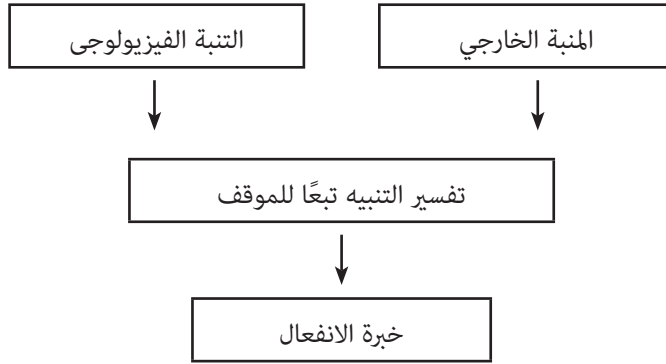 المنبة الخارجي
التنبة الفيزيولوجى
تفسير التنبيه تبعًا للموقف
خبرة الانفعال